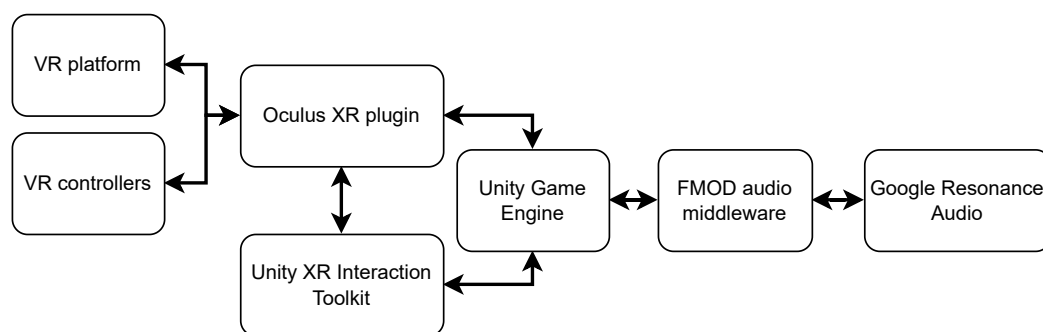 VR platform
VR controllers
Oculus XR plugin
Unity XR Interaction
Toolkit
Unity Game
Engine
FMOD audio
middleware
Google Resonance
Audio